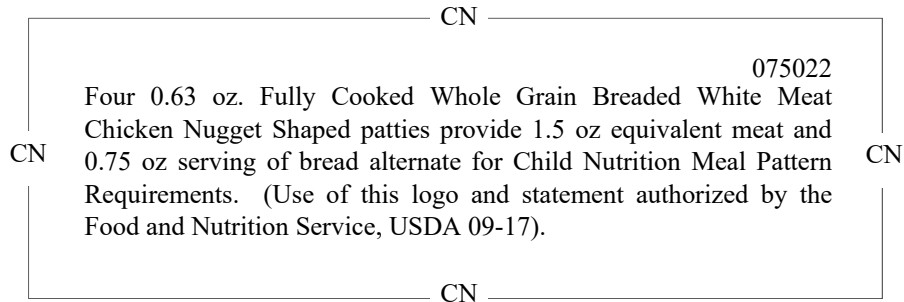 CN
075022
Four 0.63 oz. Fully Cooked Whole Grain Breaded White Meat
Chicken Nugget Shaped patties provide 1.5 oz equivalent meat and
CN 0.75 oz serving of bread alternate for Child Nutrition Meal Pattern CN
Requirements. (Use of this logo and statement authorized by the
Food and Nutrition Service, USDA 09-17).
CN